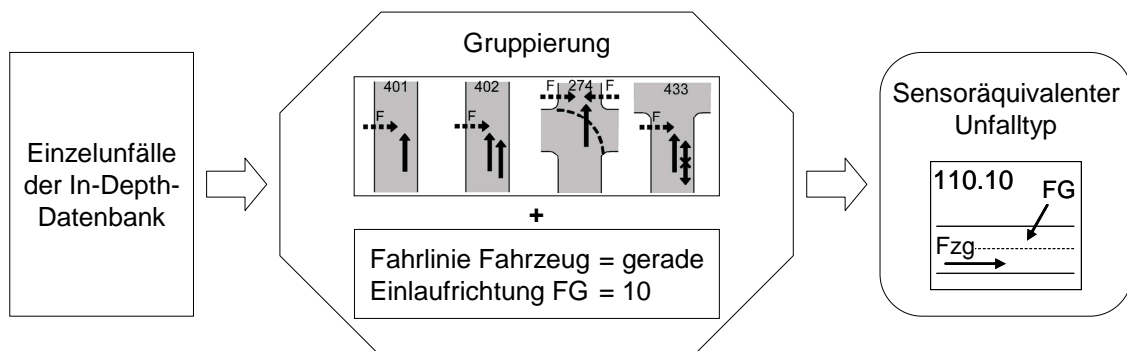 Einzelunfälle
der In-Depth-
Datenbank
Gruppierung
401 402 274 433
F F F F F
+
Fahrlinie Fahrzeug = gerade
Einlaufrichtung FG = 10
Sensoräquivalenter
Unfalltyp
110.10
FG
Fzg